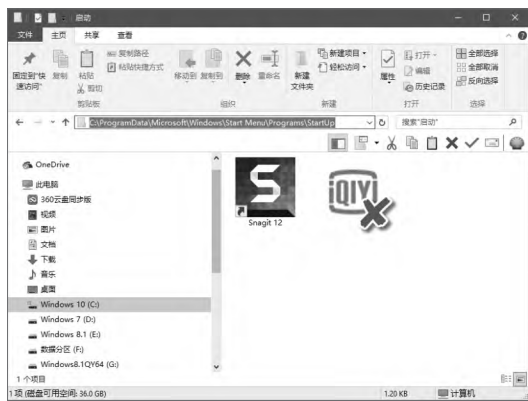 启动
文件 主页 共享 查看
固定到"快速访问"
复制
粘贴
复制路径
粘贴快捷方式
剪切
剪贴板
移动到
复制到
删除
重命名
组织
新建文件夹
新建项目
轻松访问
新建
属性
打开
编辑
历史记录
打开
全部选择
全部取消
反向选择
选择
C:\ProgramData\Microsoft\Windows\Start Menu\Programs\StartUp
搜索"启动"
OneDrive
此电脑
360云盘同步版
视频
图片
文档
下载
音乐
桌面
Windows 10 (C:)
Windows 7 (D:)
Windows 8.1 (E:)
数据分区 (F:)
Windows8.1QY64 (G:)
S
Snagit 12
iQIYI
1 个项目
1 项 (磁盘可用空间: 36.0 GB)
1.20 KB
计算机